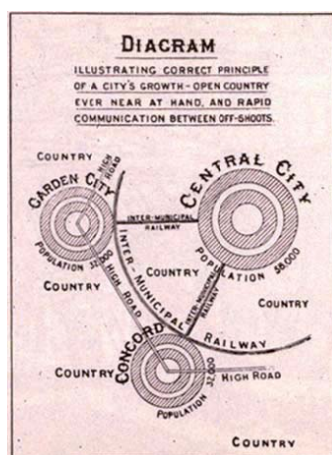 DIAGRAM
ILLUSTRATING CORRECT PRINCIPLE
OF A CITY'S GROWTH - OPEN COUNTRY
EVER NEAR AT HAND, AND RAPID
COMMUNICATION BETWEEN OFF-SHOOTS.
COUNTRY
HIGH ROAD
GARDEN CITY
POPULATION 32,000
CENTRAL CITY
POPULATION 58,000
INTER-MUNICIPAL
RAILWAY
INTER-MUNICIPAL RAILWAY
COUNTRY
COUNTRY
COUNTRY
HIGH ROAD
INTER-MUNICIPAL
RAILWAY
CONCORD
POPULATION 32,000
COUNTRY
HIGH ROAD
COUNTRY